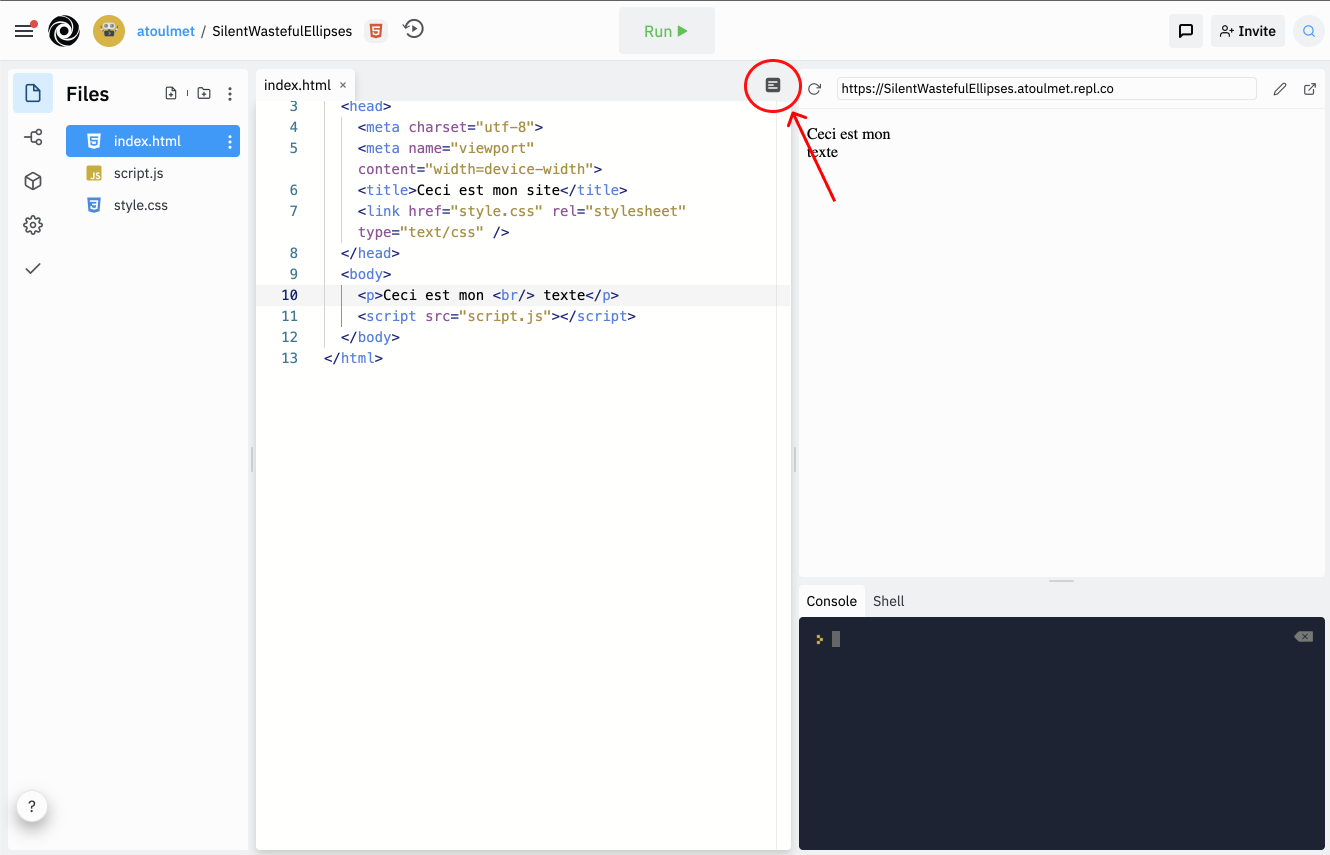 atoulmet / SilentWastefulEllipses
Run
Invite
Files
index.html
script.js
style.css
?
index.html ×
3 <head>
4 <meta charset="utf-8">
5 <meta name="viewport"
content="width=device-width">
6 <title>Ceci est mon site</title>
7 <link href="style.css" rel="stylesheet"
type="text/css" />
8 </head>
9 <body>
10 <p>Ceci est mon <br/> texte</p>
11 <script src="script.js"></script>
12 </body>
13 </html>
https://SilentWastefulEllipses.atoulmet.repl.co
Ceci est mon
texte
Console Shell